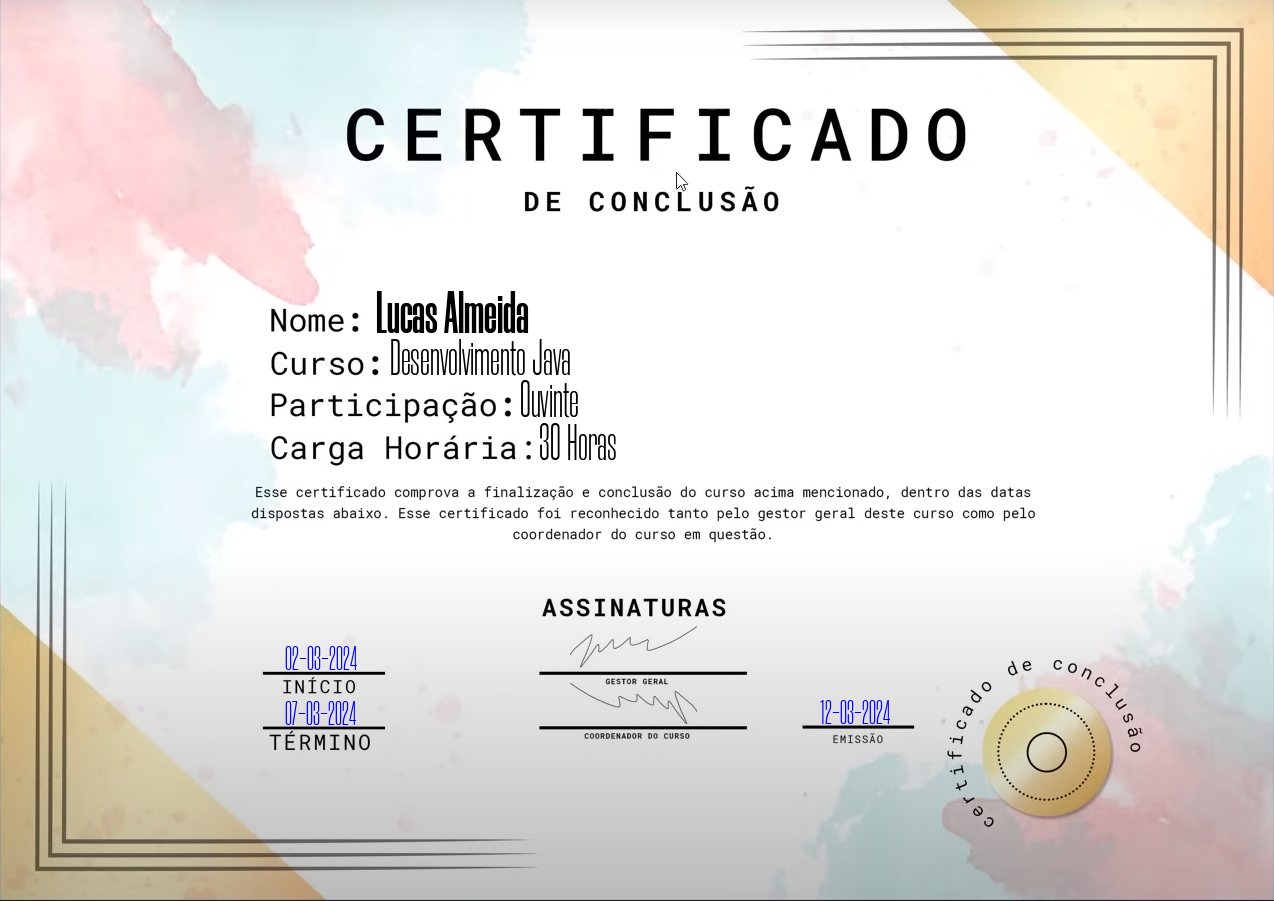 CERTIFICADO
DE CONCLUSÃO
Nome: Lucas Almeida
Curso: Desenvolvimento Java
Participação: Ouvinte
Carga Horária: 30 Horas
Esse certificado comprova a finalização e conclusão do curso acima mencionado, dentro das datas
dispostas abaixo. Esse certificado foi reconhecido tanto pelo gestor geral deste curso como pelo
coordenador do curso em questão.
ASSINATURAS
02-03-2024
INÍCIO
07-03-2024
TÉRMINO
GESTOR GERAL
COORDENADOR DO CURSO
12-03-2024
EMISSÃO
certificado de conclusão